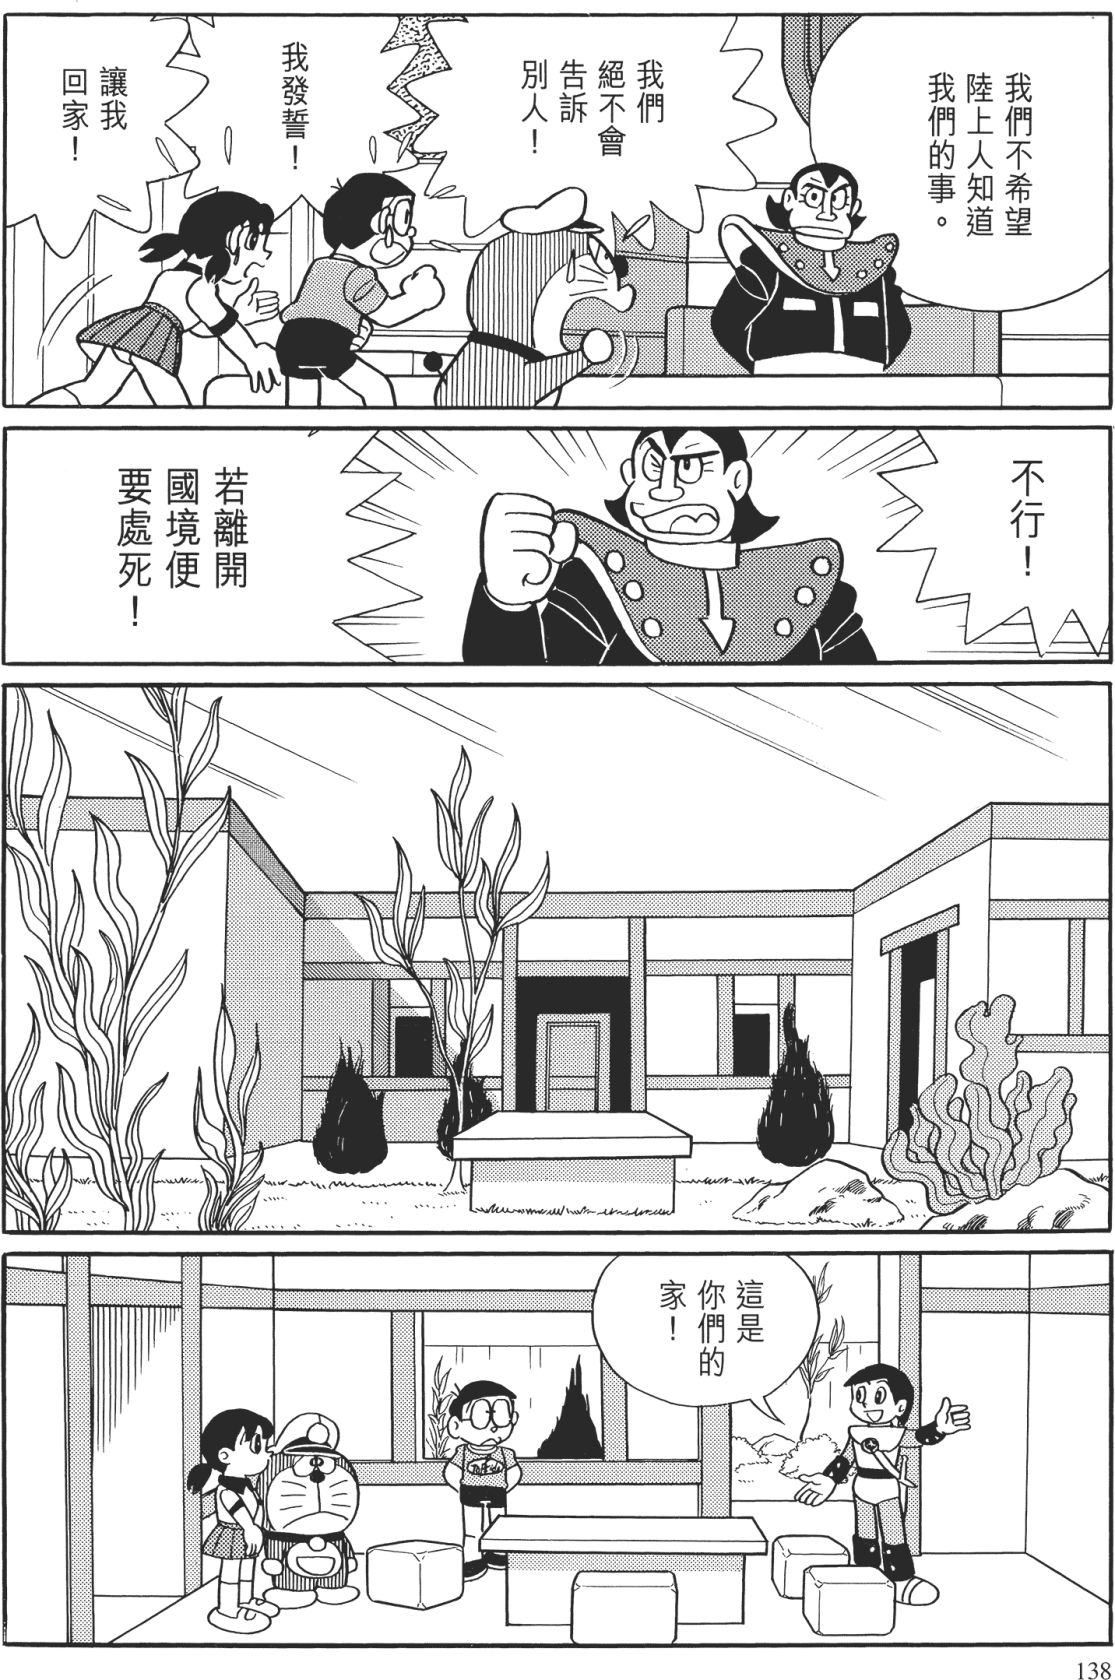 我們不希望
陸上人知道
我們的事。
我們
絕不會
告訴
別人！
我發誓！
讓我
回家！
不行！
若離開
國境便
要處死！
這是
你們的
家！
138